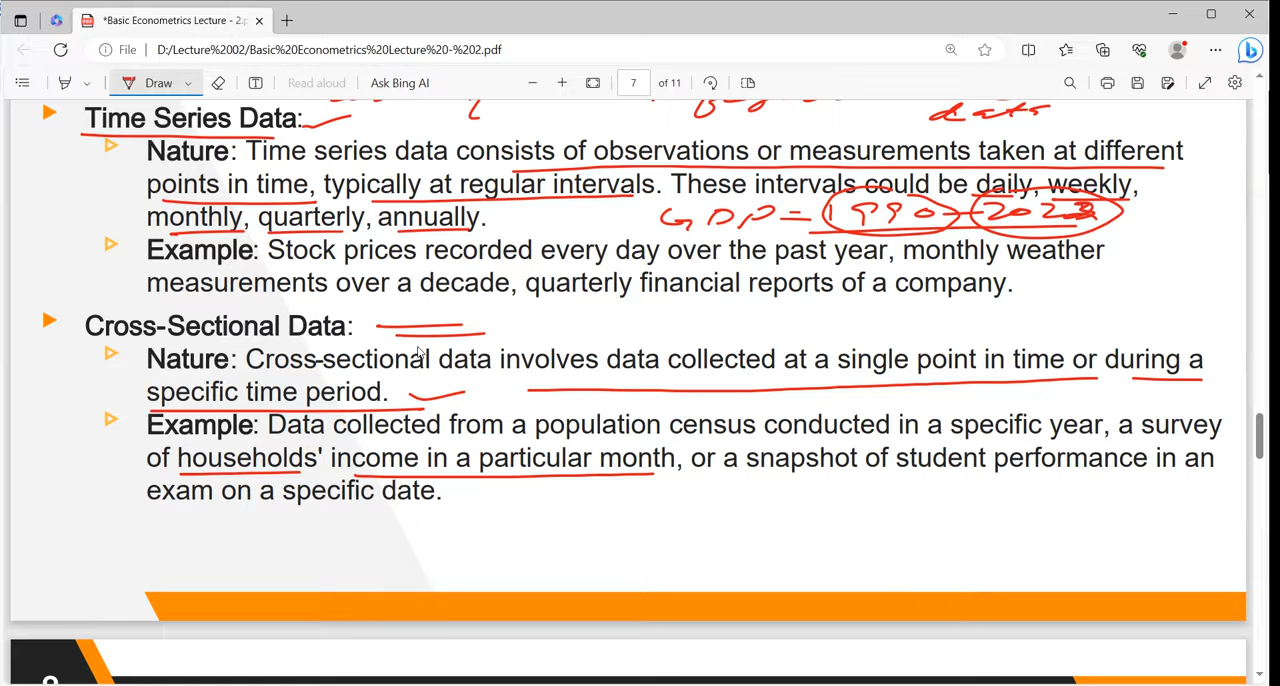 *Basic Econometrics Lecture - 2.p
File D:/Lecture%2002/Basic%20Econometrics%20Lecture%20-%202.pdf
Draw Read aloud Ask Bing AI 7 of 11
data
Time Series Data:
Nature: Time series data consists of observations or measurements taken at different
points in time, typically at regular intervals. These intervals could be daily, weekly,
monthly, quarterly, annually. GDP = 1990 - 2023
Example: Stock prices recorded every day over the past year, monthly weather
measurements over a decade, quarterly financial reports of a company.
Cross-Sectional Data:
Nature: Cross-sectional data involves data collected at a single point in time or during a
specific time period.
Example: Data collected from a population census conducted in a specific year, a survey
of households' income in a particular month, or a snapshot of student performance in an
exam on a specific date.